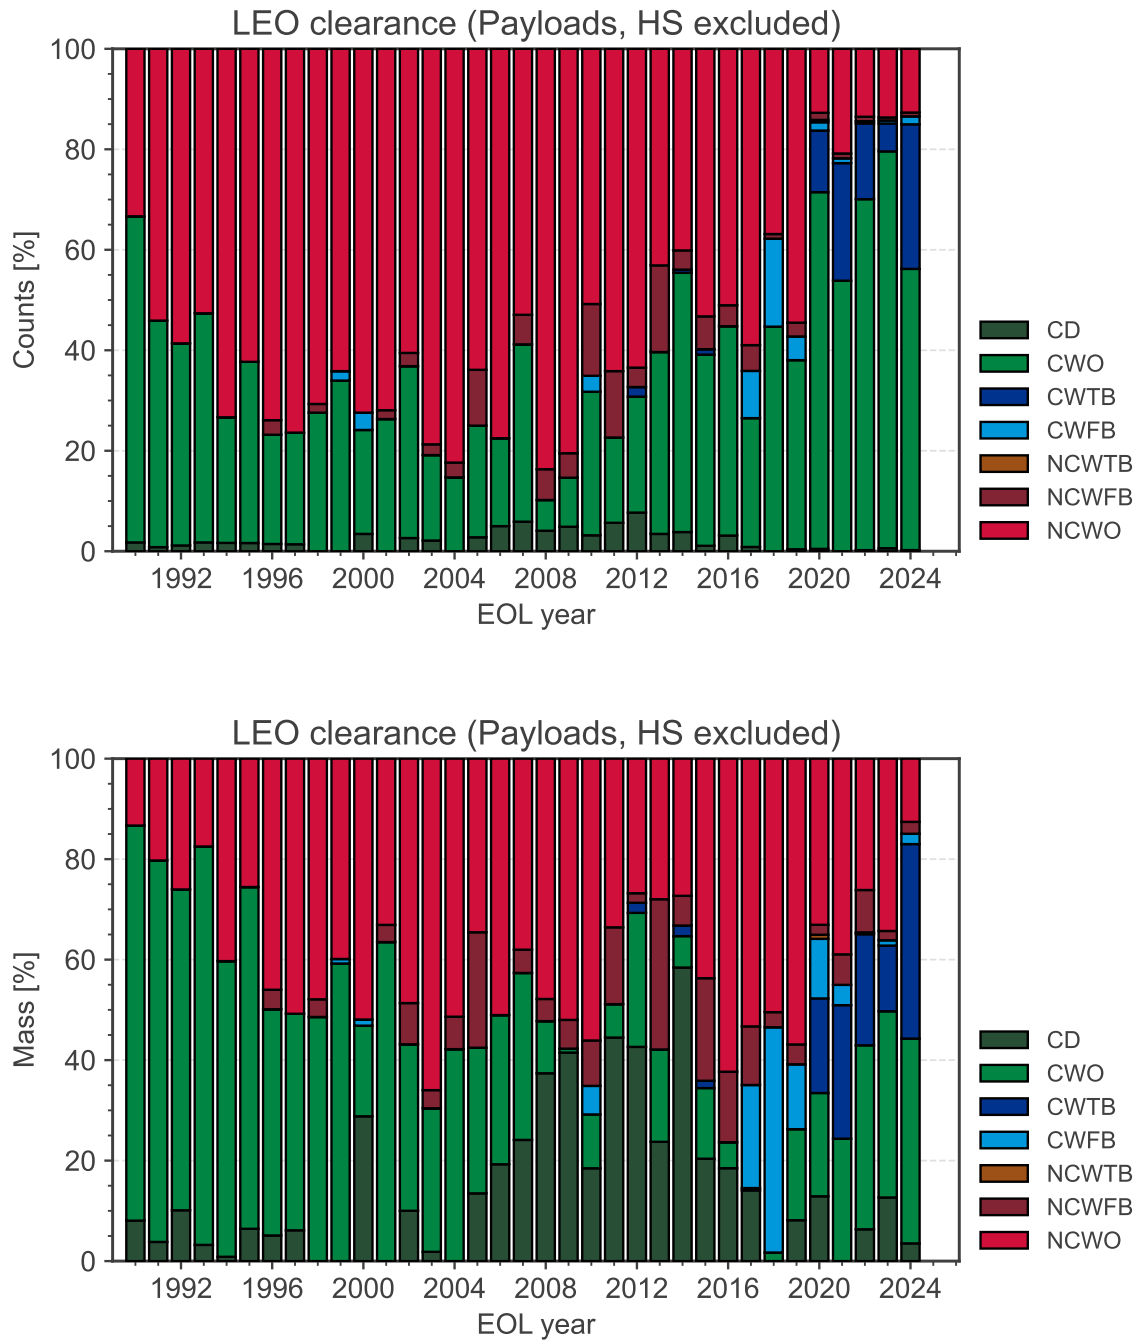 LEO clearance (Payloads, HS excluded)
100
80
60
40
20
0
Counts [%]
1992 1996 2000 2004 2008 2012 2016 2020 2024
EOL year
CD
CWO
CWTB
CWFB
NCWTB
NCWFB
NCWO
LEO clearance (Payloads, HS excluded)
100
80
60
40
20
0
Mass [%]
1992 1996 2000 2004 2008 2012 2016 2020 2024
EOL year
CD
CWO
CWTB
CWFB
NCWTB
NCWFB
NCWO